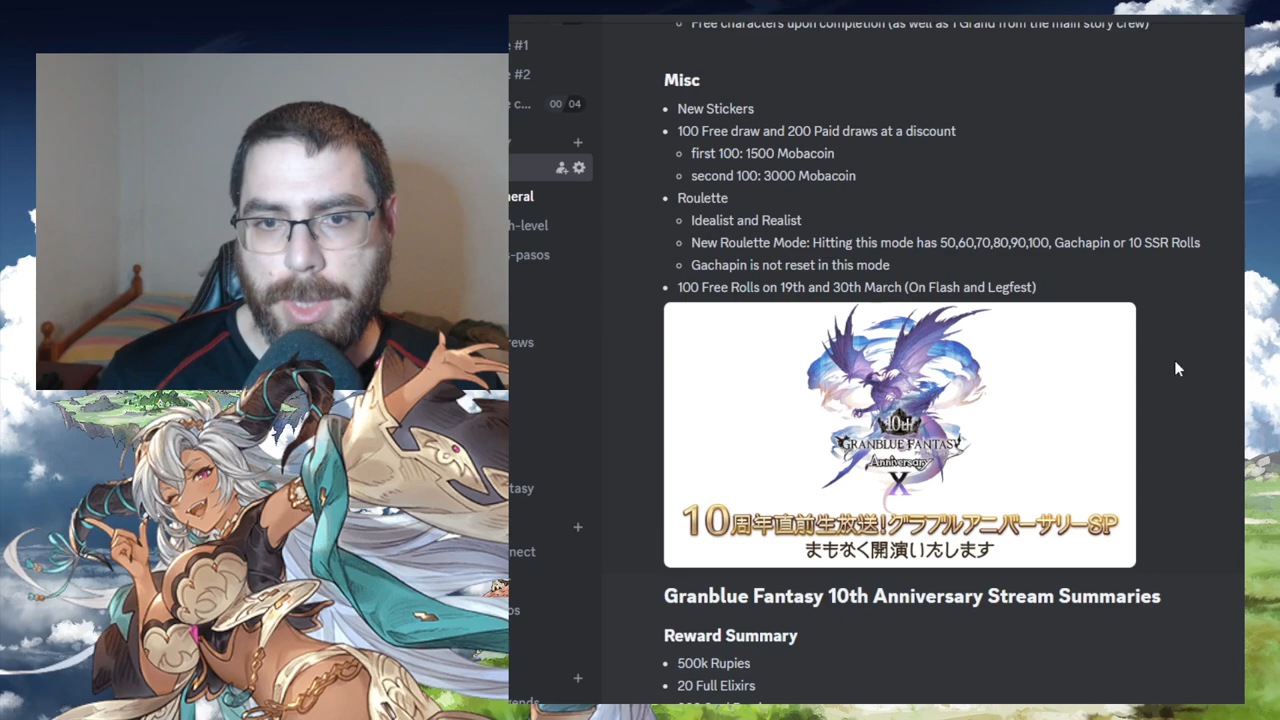 Free characters upon completion (as well as 1 Grand from the main story crew)
#1
#2
c...
00 04
eral
h-level
s-pasos
rews
tasy
nect
os
Misc
New Stickers
100 Free draw and 200 Paid draws at a discount
first 100: 1500 Mobacoin
second 100: 3000 Mobacoin
Roulette
Idealist and Realist
New Roulette Mode: Hitting this mode has 50,60,70,80,90,100, Gachapin or 10 SSR Rolls
Gachapin is not reset in this mode
100 Free Rolls on 19th and 30th March (On Flash and Legfest)
10th
GRANBLUE FANTASY
Anniversary
X
10周年直前生放送!グラブルアニバーサリーSP
まもなく開演いたします
Granblue Fantasy 10th Anniversary Stream Summaries
Reward Summary
500k Rupies
20 Full Elixirs